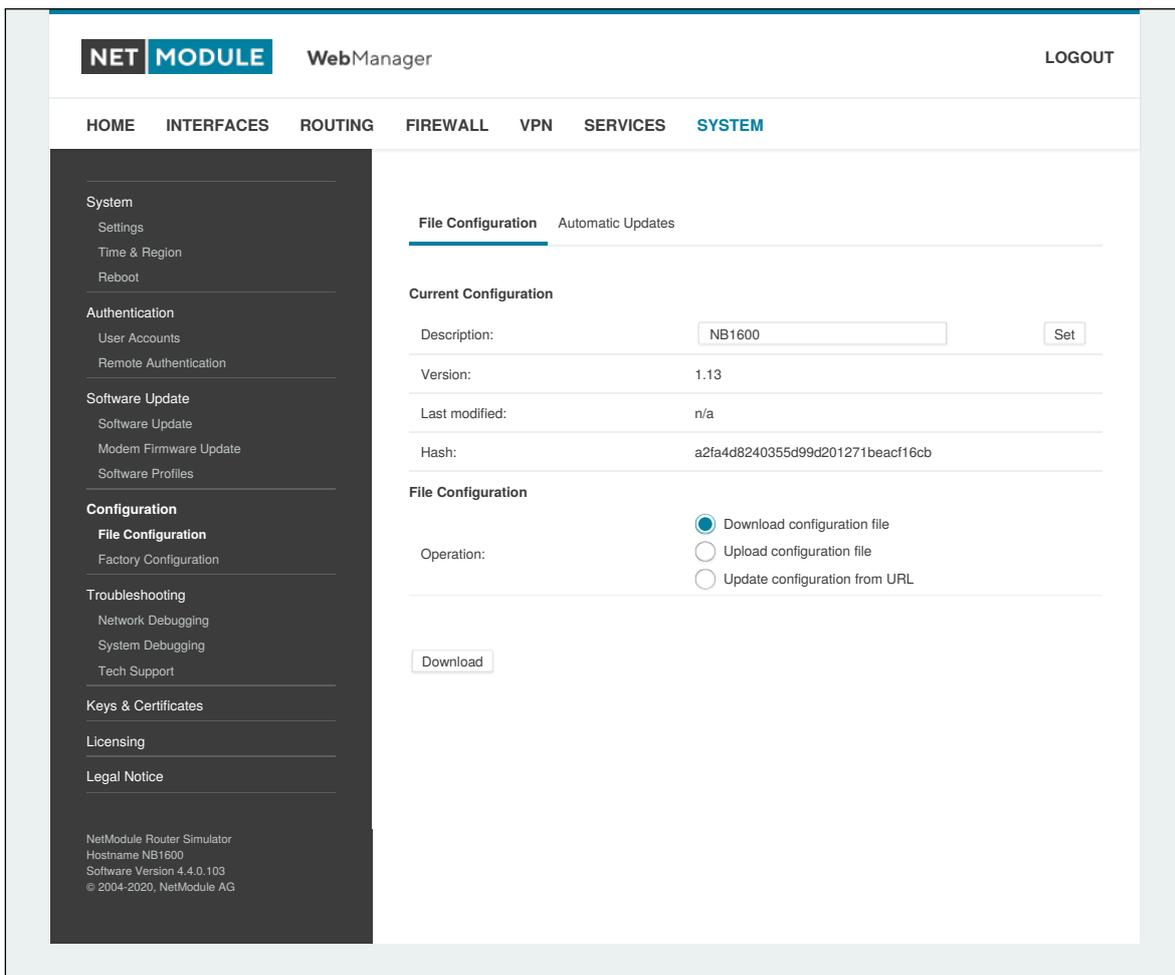 NET MODULE WebManager LOGOUT
HOME INTERFACES ROUTING FIREWALL VPN SERVICES SYSTEM
System
Settings
Time & Region
Reboot
Authentication
User Accounts
Remote Authentication
Software Update
Software Update
Modem Firmware Update
Software Profiles
Configuration
File Configuration
Factory Configuration
Troubleshooting
Network Debugging
System Debugging
Tech Support
Keys & Certificates
Licensing
Legal Notice
NetModule Router Simulator
Hostname NB1600
Software Version 4.4.0.103
© 2004-2020, NetModule AG
File Configuration Automatic Updates
Current Configuration
Description: NB1600 Set
Version: 1.13
Last modified: n/a
Hash: a2fa4d8240355d99d201271beacf16cb
File Configuration
Operation:
Download configuration file
Upload configuration file
Update configuration from URL
Download